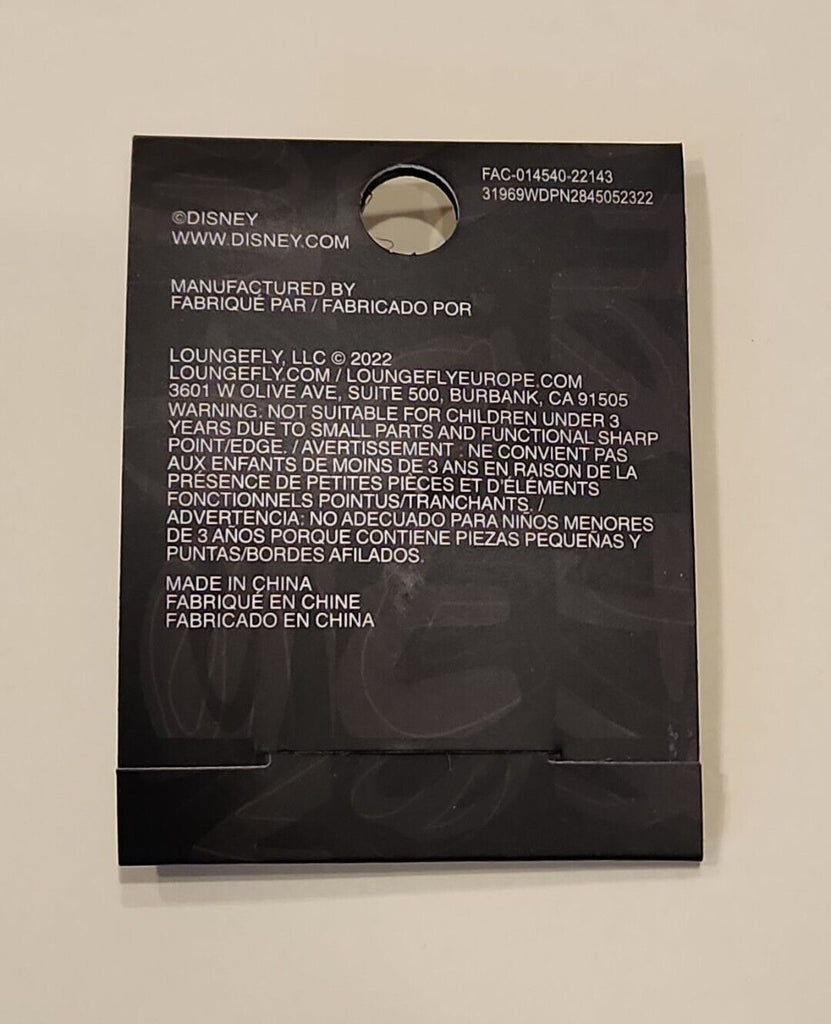 FAC-014540-22143
31969WDPN2845052322
©DISNEY
WWW.DISNEY.COM
MANUFACTURED BY
FABRIQUÉ PAR / FABRICADO POR
LOUNGEFLY, LLC © 2022
LOUNGEFLY.COM / LOUNGEFLYEUROPE.COM
3601 W OLIVE AVE, SUITE 500, BURBANK, CA 91505
WARNING: NOT SUITABLE FOR CHILDREN UNDER 3
YEARS DUE TO SMALL PARTS AND FUNCTIONAL SHARP
POINT/EDGE. / AVERTISSEMENT : NE CONVIENT PAS
AUX ENFANTS DE MOINS DE 3 ANS EN RAISON DE LA
PRÉSENCE DE PETITES PIÈCES ET D'ÉLÉMENTS
FONCTIONNELS POINTUS/TRANCHANTS. /
ADVERTENCIA: NO ADECUADO PARA NIÑOS MENORES
DE 3 AÑOS PORQUE CONTIENE PIEZAS PEQUEÑAS Y
PUNTAS/BORDES AFILADOS.
MADE IN CHINA
FABRIQUÉ EN CHINE
FABRICADO EN CHINA